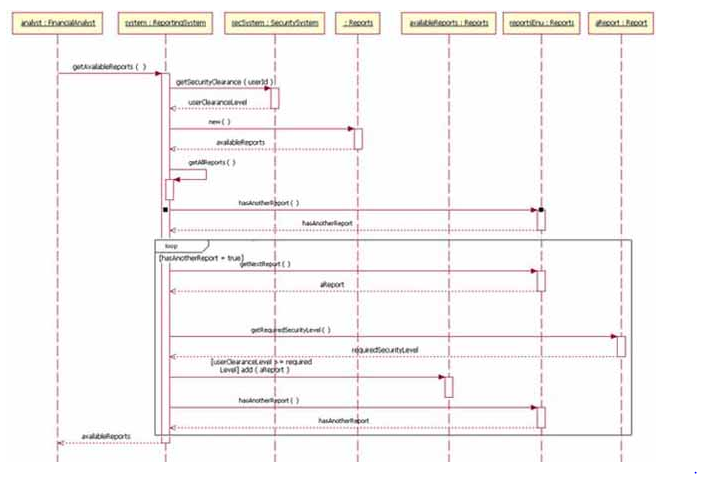 analyst : FinancialAnalyst
system : ReportingSystem
secSystem : SecuritySystem
: Reports
availableReports : Reports
reportsEnu : Reports
aReport : Report
getAvailableReports ( )
getSecurityClearance ( userId )
userClearanceLevel
new ( )
availableReports
getAllReports ( )
hasAnotherReport ( )
hasAnotherReport
loop
[hasAnotherReport = true]
getNextReport ( )
aReport
getRequiredSecurityLevel ( )
requiredSecurityLevel
[userClearanceLevel >= required
Level] add ( aReport )
hasAnotherReport ( )
hasAnotherReport
availableReports